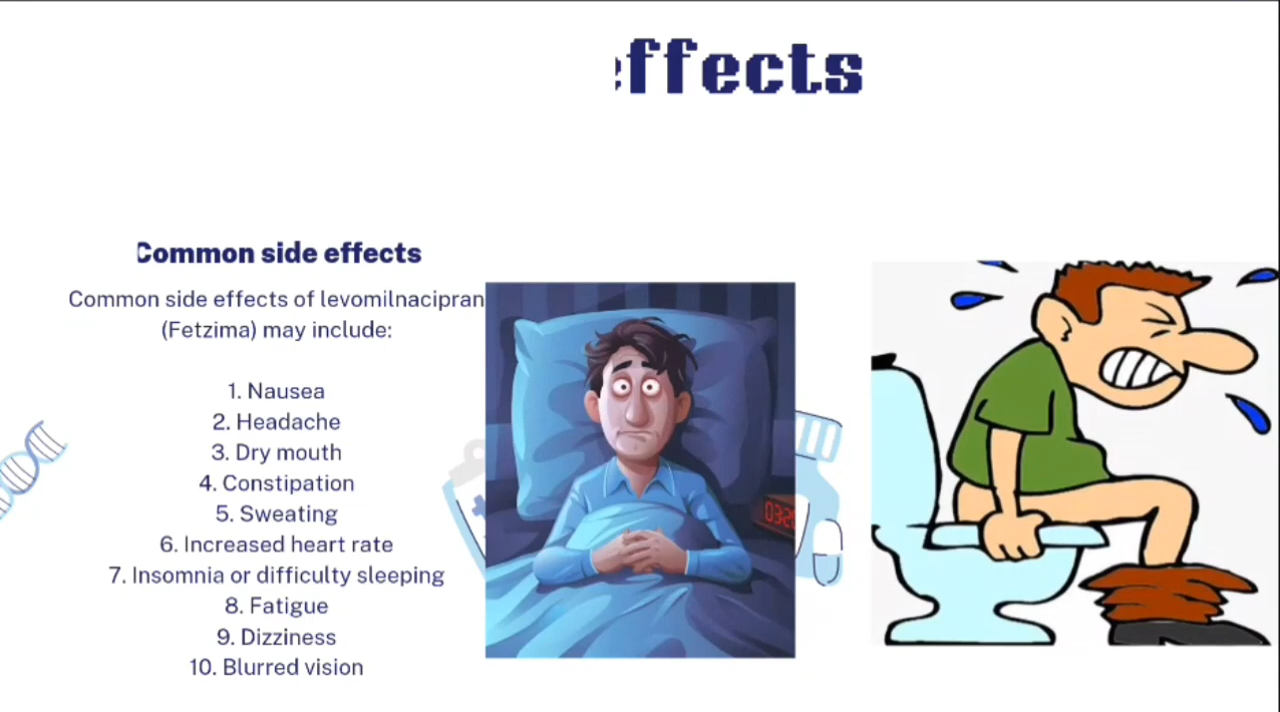 effects
Common side effects
Common side effects of levomilnacipran
(Fetzima) may include:
1. Nausea
2. Headache
3. Dry mouth
4. Constipation
5. Sweating
6. Increased heart rate
7. Insomnia or difficulty sleeping
8. Fatigue
9. Dizziness
10. Blurred vision